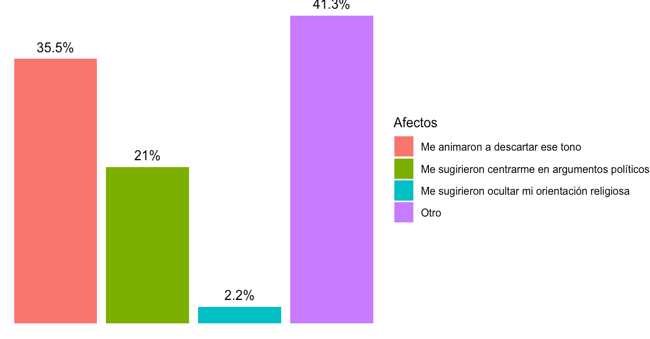 41.3%
35.5%
21%
2.2%
Afectos
Me animaron a descartar ese tono
Me sugirieron centrarme en argumentos políticos
Me sugirieron ocultar mi orientación religiosa
Otro